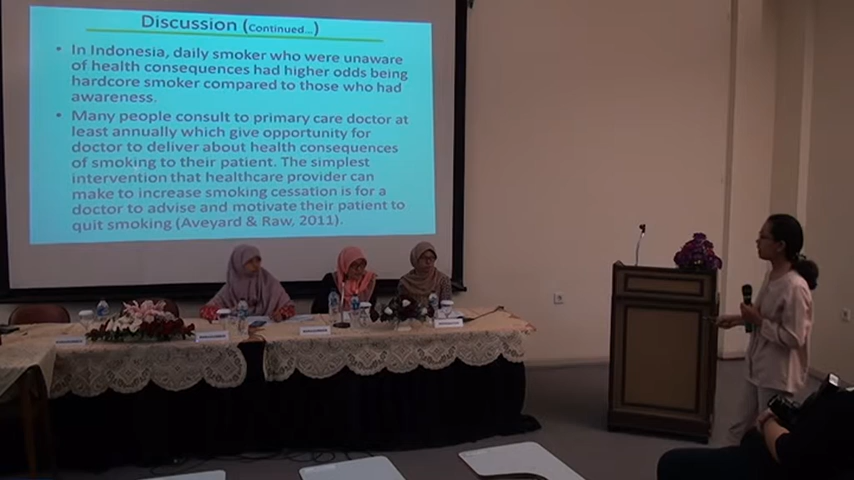 Discussion (Continued...)
• In Indonesia, daily smoker who were unaware
of health consequences had higher odds being
hardcore smoker compared to those who had
awareness.
• Many people consult to primary care doctor at
least annually which give opportunity for
doctor to deliver about health consequences
of smoking to their patient. The simplest
intervention that healthcare provider can
make to increase smoking cessation is for a
doctor to advise and motivate their patient to
quit smoking (Aveyard & Raw, 2011).